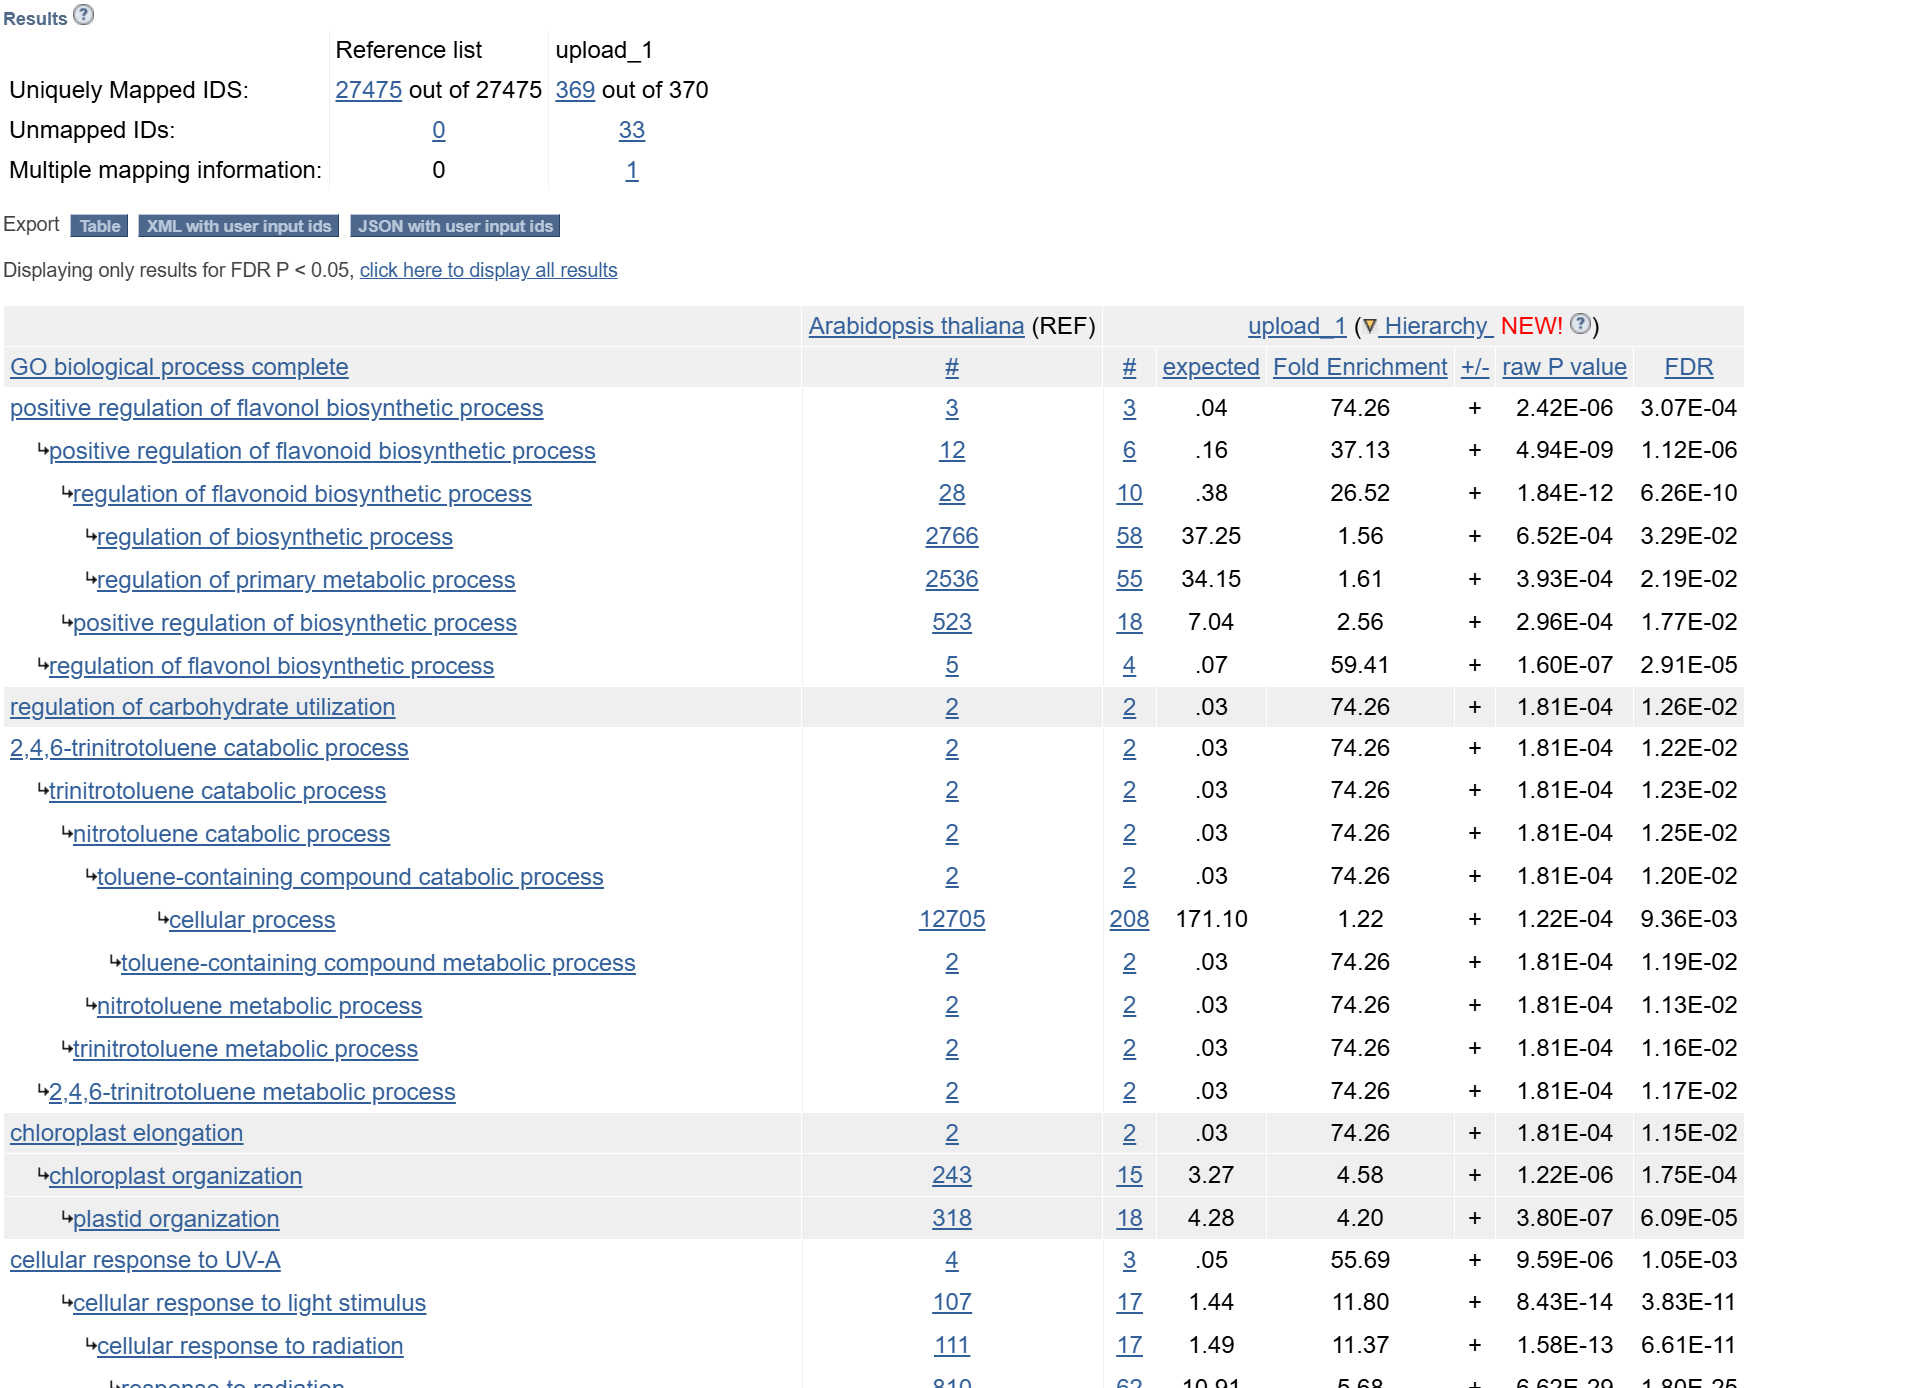 Results ?
Reference list upload_1
Uniquely Mapped IDS: 27475 out of 27475 369 out of 370
Unmapped IDs: 0 33
Multiple mapping information: 0 1
Export Table XML with user input ids JSON with user input ids
Displaying only results for FDR P < 0.05, click here to display all results
Arabidopsis thaliana (REF) upload_1 (▼ Hierarchy NEW! ?)
GO biological process complete # # expected Fold Enrichment +/- raw P value FDR
positive regulation of flavonol biosynthetic process 3 3 .04 74.26 + 2.42E-06 3.07E-04
↳positive regulation of flavonoid biosynthetic process 12 6 .16 37.13 + 4.94E-09 1.12E-06
↳regulation of flavonoid biosynthetic process 28 10 .38 26.52 + 1.84E-12 6.26E-10
↳regulation of biosynthetic process 2766 58 37.25 1.56 + 6.52E-04 3.29E-02
↳regulation of primary metabolic process 2536 55 34.15 1.61 + 3.93E-04 2.19E-02
↳positive regulation of biosynthetic process 523 18 7.04 2.56 + 2.96E-04 1.77E-02
↳regulation of flavonol biosynthetic process 5 4 .07 59.41 + 1.60E-07 2.91E-05
regulation of carbohydrate utilization 2 2 .03 74.26 + 1.81E-04 1.26E-02
2,4,6-trinitrotoluene catabolic process 2 2 .03 74.26 + 1.81E-04 1.22E-02
↳trinitrotoluene catabolic process 2 2 .03 74.26 + 1.81E-04 1.23E-02
↳nitrotoluene catabolic process 2 2 .03 74.26 + 1.81E-04 1.25E-02
↳toluene-containing compound catabolic process 2 2 .03 74.26 + 1.81E-04 1.20E-02
↳cellular process 12705 208 171.10 1.22 + 1.22E-04 9.36E-03
↳toluene-containing compound metabolic process 2 2 .03 74.26 + 1.81E-04 1.19E-02
↳nitrotoluene metabolic process 2 2 .03 74.26 + 1.81E-04 1.13E-02
↳trinitrotoluene metabolic process 2 2 .03 74.26 + 1.81E-04 1.16E-02
↳2,4,6-trinitrotoluene metabolic process 2 2 .03 74.26 + 1.81E-04 1.17E-02
chloroplast elongation 2 2 .03 74.26 + 1.81E-04 1.15E-02
↳chloroplast organization 243 15 3.27 4.58 + 1.22E-06 1.75E-04
↳plastid organization 318 18 4.28 4.20 + 3.80E-07 6.09E-05
cellular response to UV-A 4 3 .05 55.69 + 9.59E-06 1.05E-03
↳cellular response to light stimulus 107 17 1.44 11.80 + 8.43E-14 3.83E-11
↳cellular response to radiation 111 17 1.49 11.37 + 1.58E-13 6.61E-11
↳response to radiation 810 62 10.91 5.68 + 6.62E-29 1.80E-25